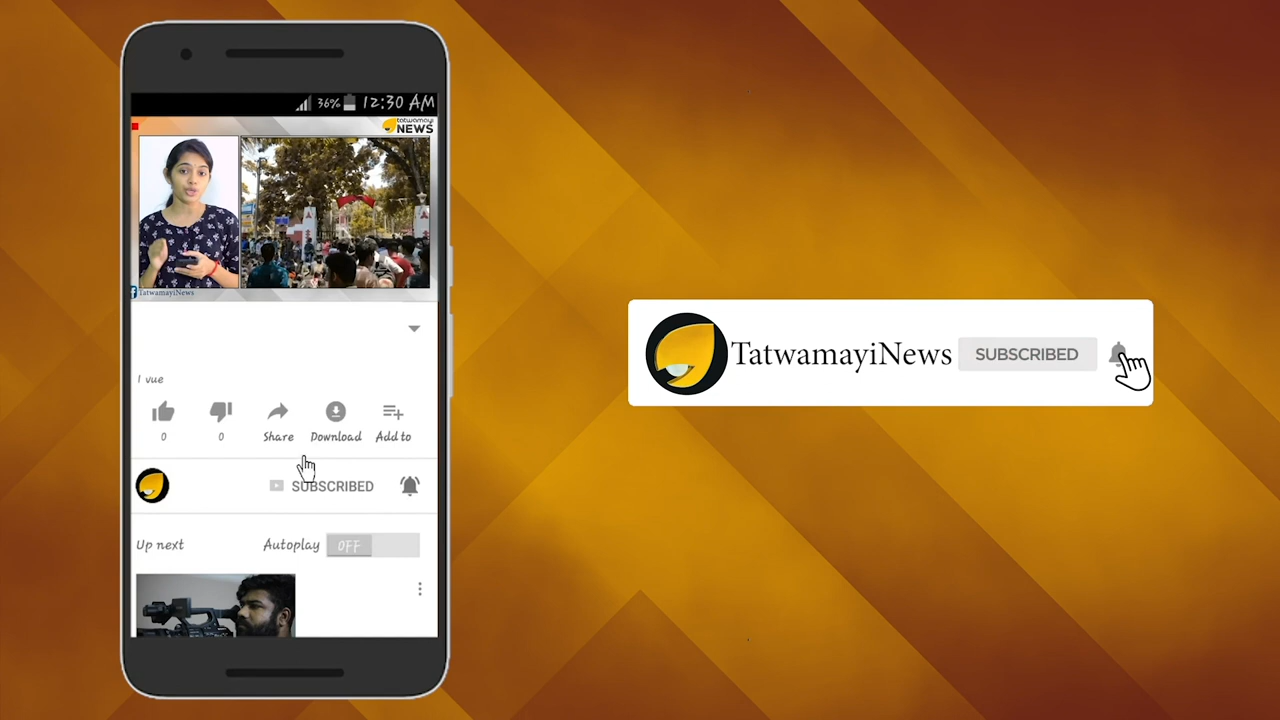 36% 12:30 AM
tatwamayi
NEWS
TatwamayiNews
1 vue
0 0 Share Download Add to
SUBSCRIBED
Up next Autoplay OFF
TatwamayiNews SUBSCRIBED